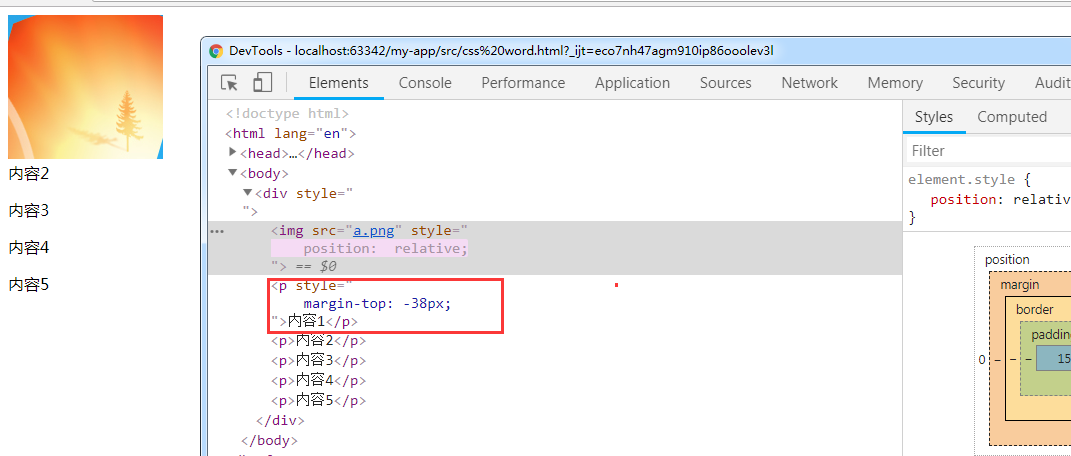 DevTools - localhost:63342/my-app/src/css%20word.html?_ijt=eco7nh47agm910ip86ooolev3l
Elements Console Performance Application Sources Network Memory Security Audit
内容2
内容3
内容4
内容5
<!doctype html>
<html lang="en">
<head>…</head>
<body>
<div style="
">
<img src="a.png" style="
position: relative;
"> == $0
<p style="
margin-top: -38px;
">内容1</p>
<p>内容2</p>
<p>内容3</p>
<p>内容4</p>
<p>内容5</p>
</div>
</body>
Styles Computed
Filter
element.style {
position: relativ
}
position
margin
border
paddin
0 – – – 15